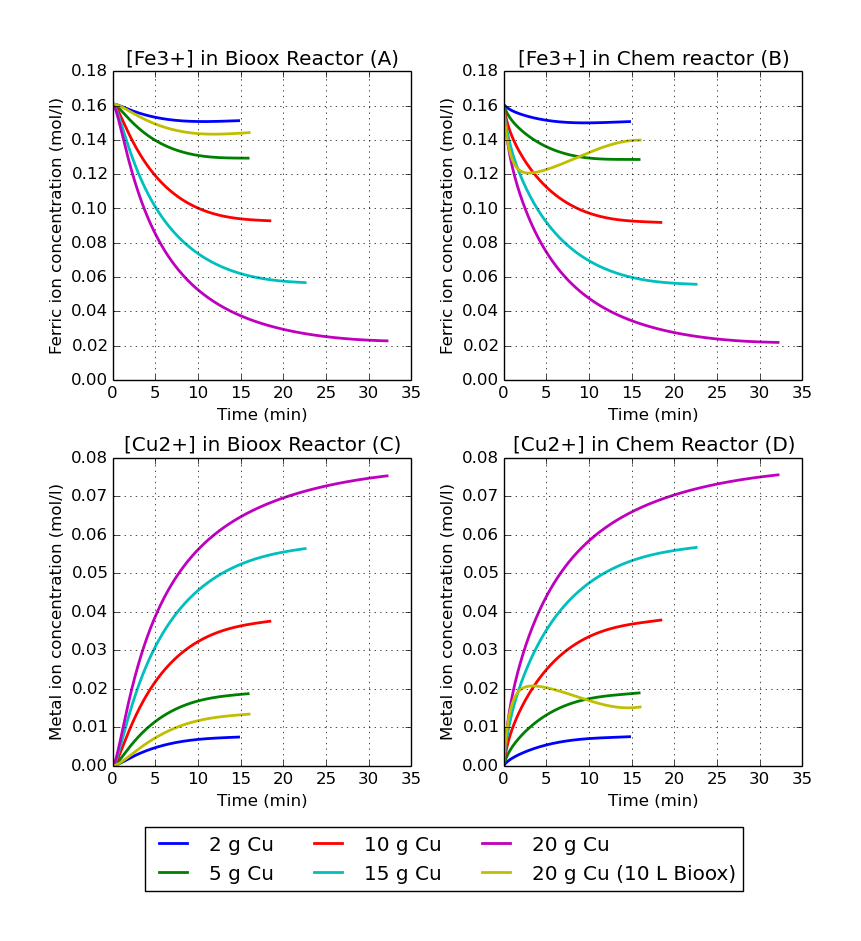 [Fe3+] in Bioox Reactor (A)
[Fe3+] in Chem reactor (B)
Ferric ion concentration (mol/l)
0.18
0.16
0.14
0.12
0.10
0.08
0.06
0.04
0.02
0.00
0 5 10 15 20 25 30 35
Time (min)
Ferric ion concentration (mol/l)
0.18
0.16
0.14
0.12
0.10
0.08
0.06
0.04
0.02
0.00
0 5 10 15 20 25 30 35
Time (min)
[Cu2+] in Bioox Reactor (C)
[Cu2+] in Chem Reactor (D)
Metal ion concentration (mol/l)
0.08
0.07
0.06
0.05
0.04
0.03
0.02
0.01
0.00
0 5 10 15 20 25 30 35
Time (min)
Metal ion concentration (mol/l)
0.08
0.07
0.06
0.05
0.04
0.03
0.02
0.01
0.00
0 5 10 15 20 25 30 35
Time (min)
2 g Cu 10 g Cu 20 g Cu
5 g Cu 15 g Cu 20 g Cu (10 L Bioox)